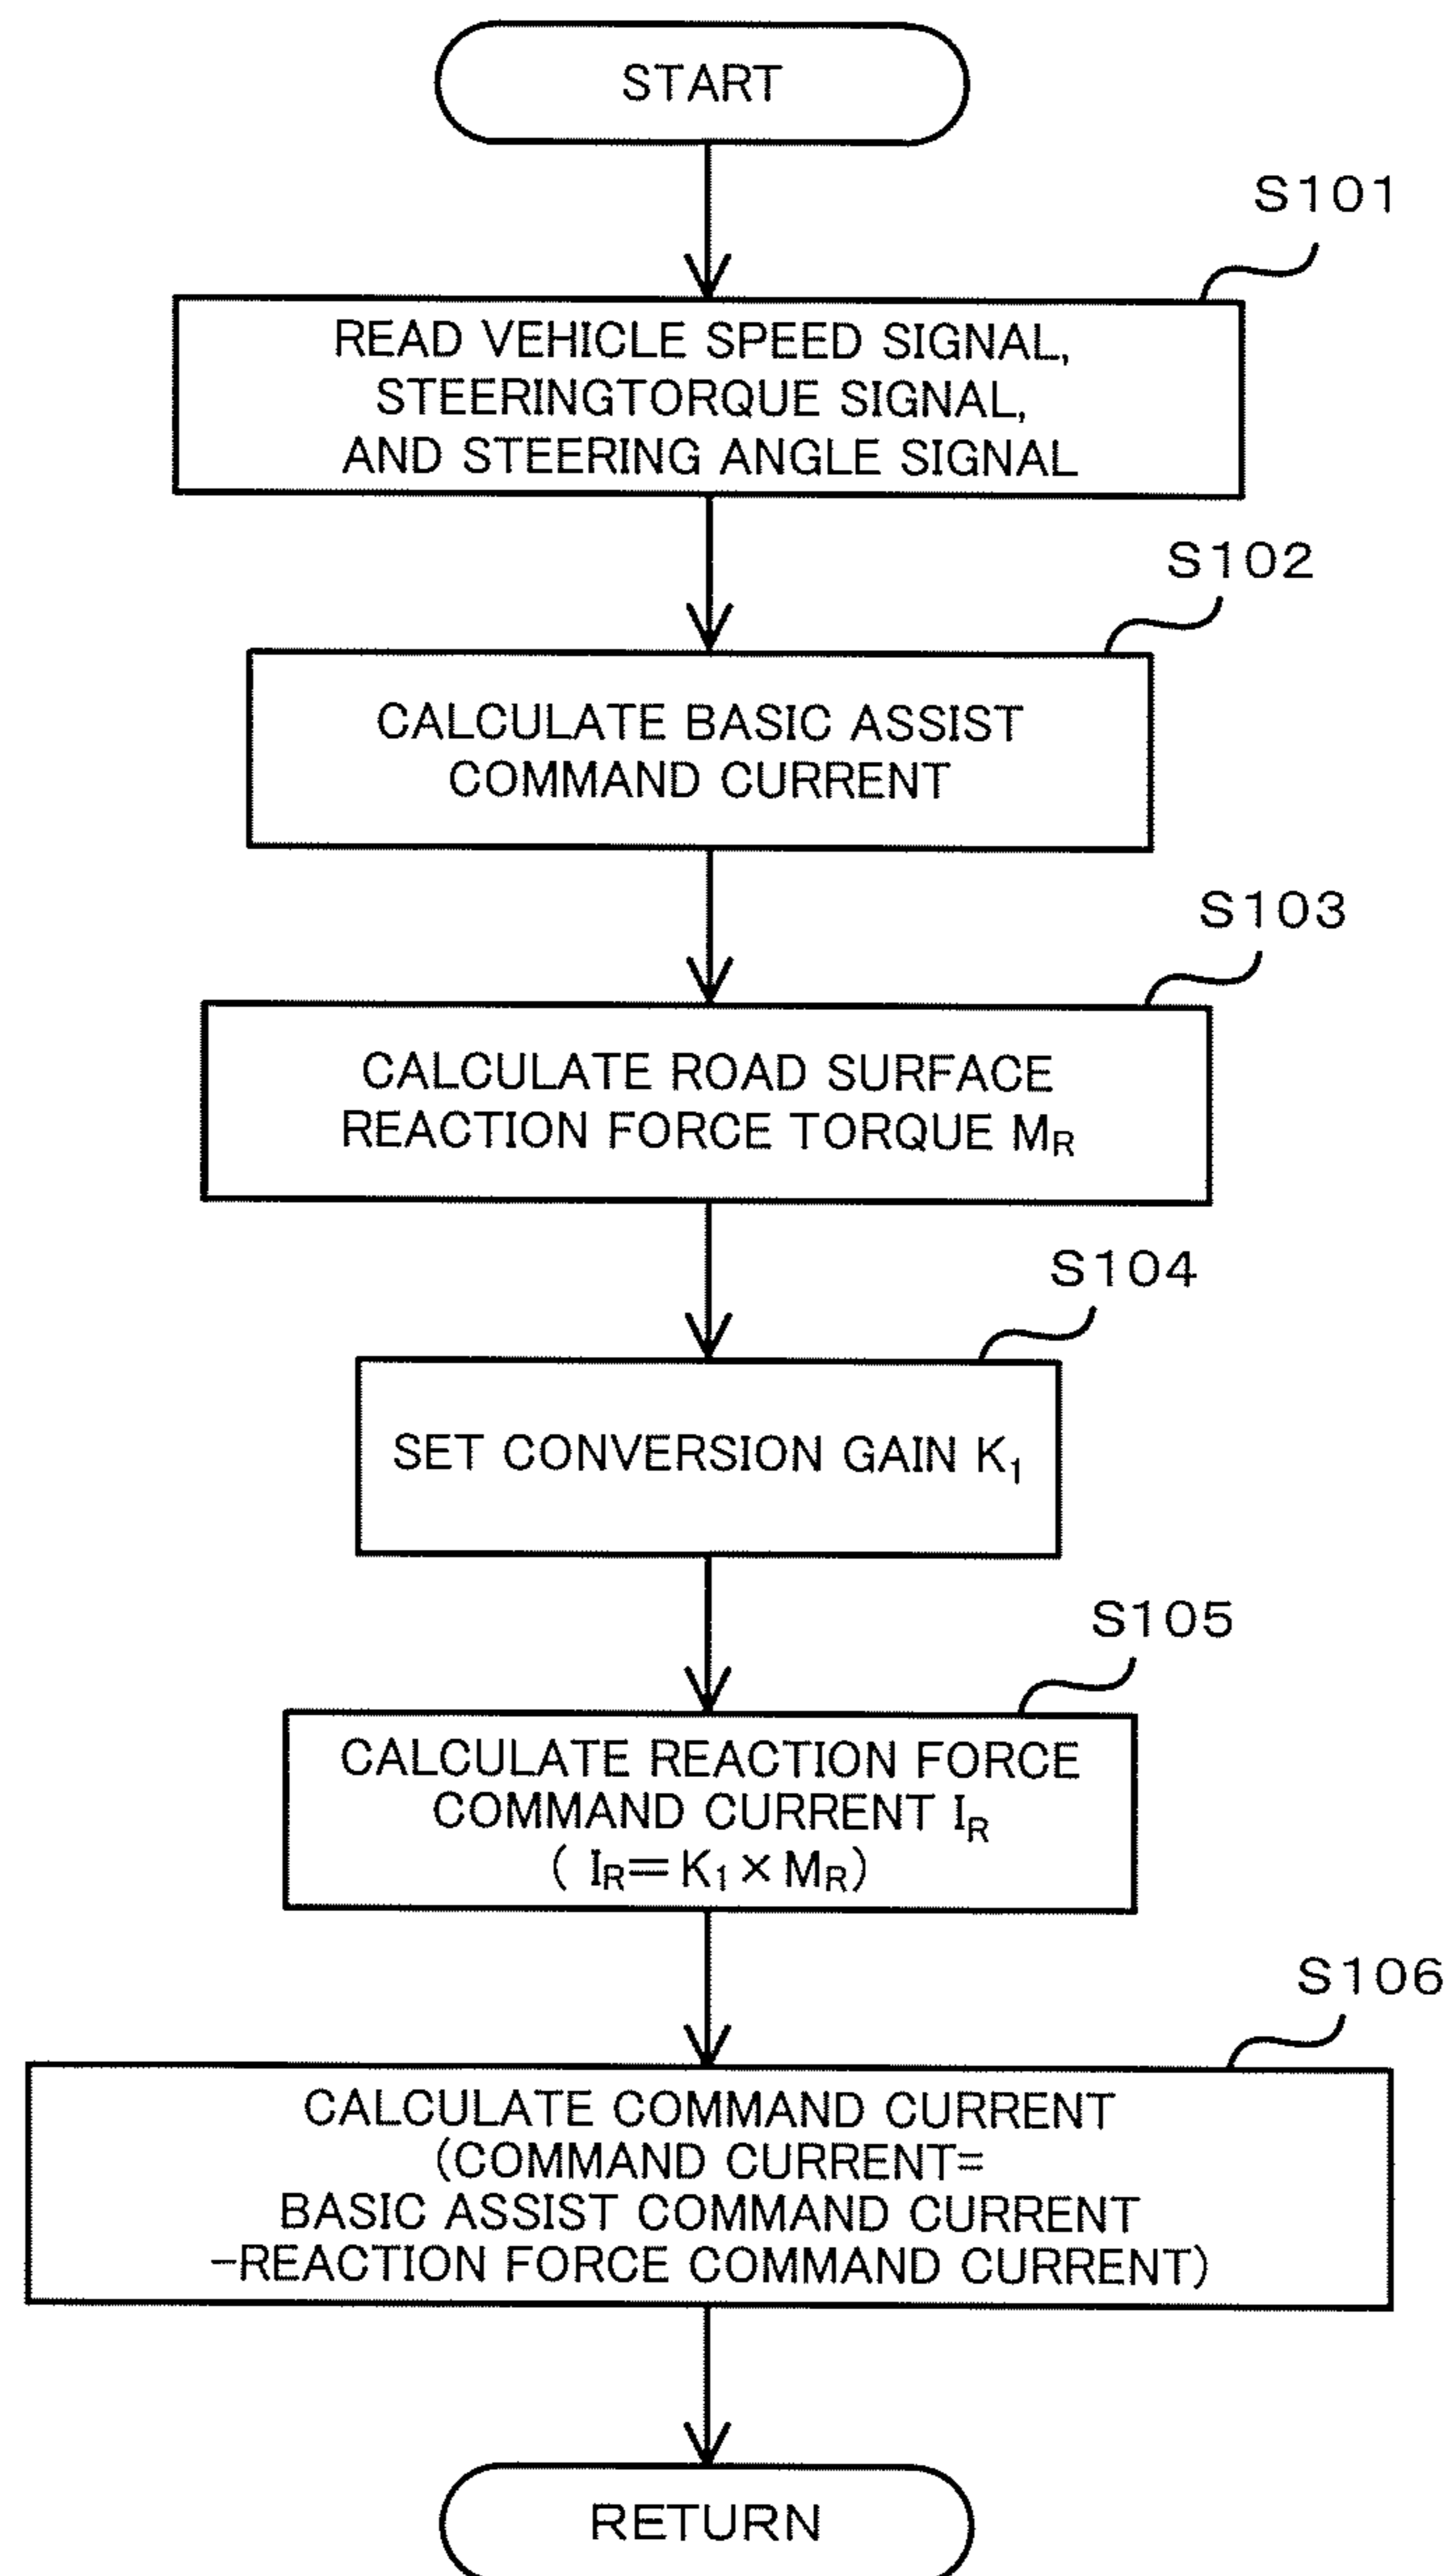 START
S101
READ VEHICLE SPEED SIGNAL,
STEERINGTORQUE SIGNAL,
AND STEERING ANGLE SIGNAL
S102
CALCULATE BASIC ASSIST
COMMAND CURRENT
S103
CALCULATE ROAD SURFACE
REACTION FORCE TORQUE MR
S104
SET CONVERSION GAIN K1
S105
CALCULATE REACTION FORCE
COMMAND CURRENT IR
( IR=K1×MR)
S106
CALCULATE COMMAND CURRENT
(COMMAND CURRENT=
BASIC ASSIST COMMAND CURRENT
-REACTION FORCE COMMAND CURRENT)
RETURN